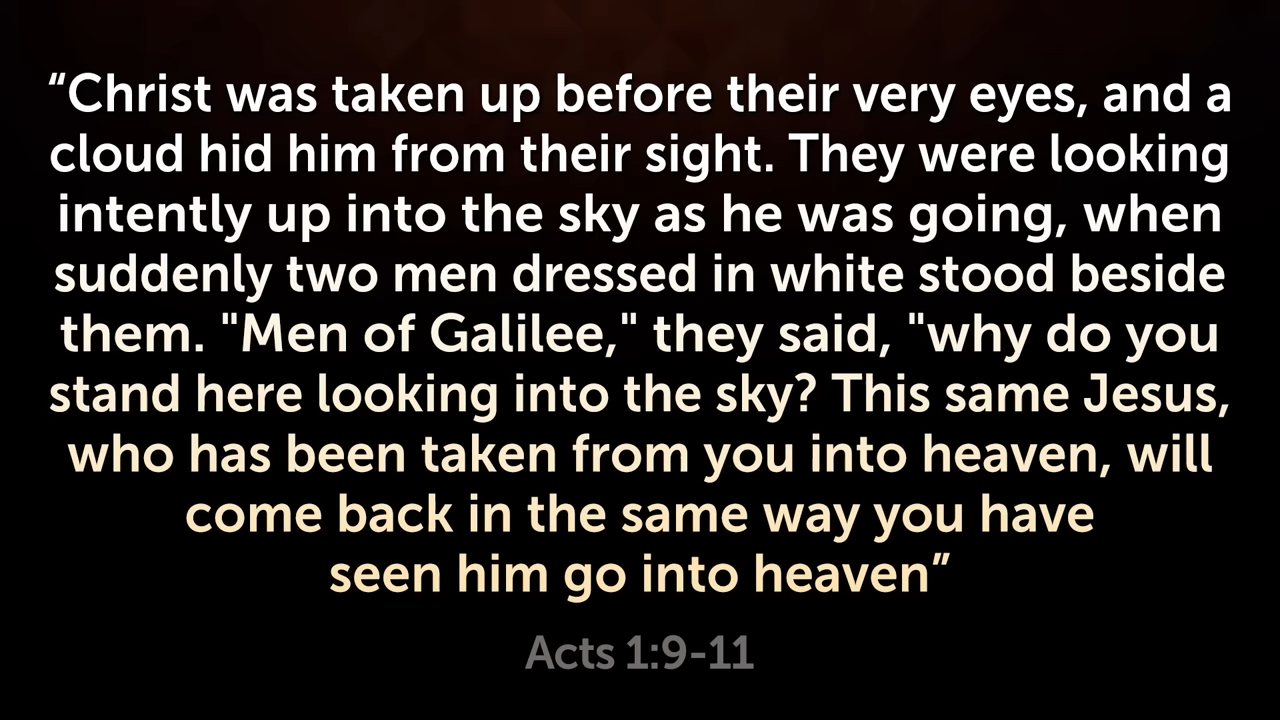 “Christ was taken up before their very eyes, and a
cloud hid him from their sight. They were looking
intently up into the sky as he was going, when
suddenly two men dressed in white stood beside
them. "Men of Galilee," they said, "why do you
stand here looking into the sky? This same Jesus,
who has been taken from you into heaven, will
come back in the same way you have
seen him go into heaven”
Acts 1:9-11